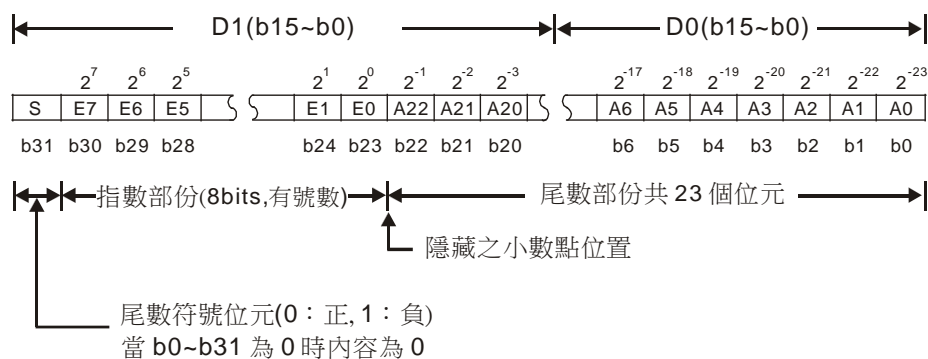 D1(b15~b0) D0(b15~b0)
2^7 2^6 2^5 2^1 2^0 2^-1 2^-2 2^-3 2^-17 2^-18 2^-19 2^-20 2^-21 2^-22 2^-23
S E7 E6 E5 E1 E0 A22 A21 A20 A6 A5 A4 A3 A2 A1 A0
b31 b30 b29 b28 b24 b23 b22 b21 b20 b6 b5 b4 b3 b2 b1 b0
指數部份(8bits,有號數) 尾數部份共 23 個位元
隱藏之小數點位置
尾數符號位元(0：正, 1：負)
當 b0~b31 為 0 時內容為 0